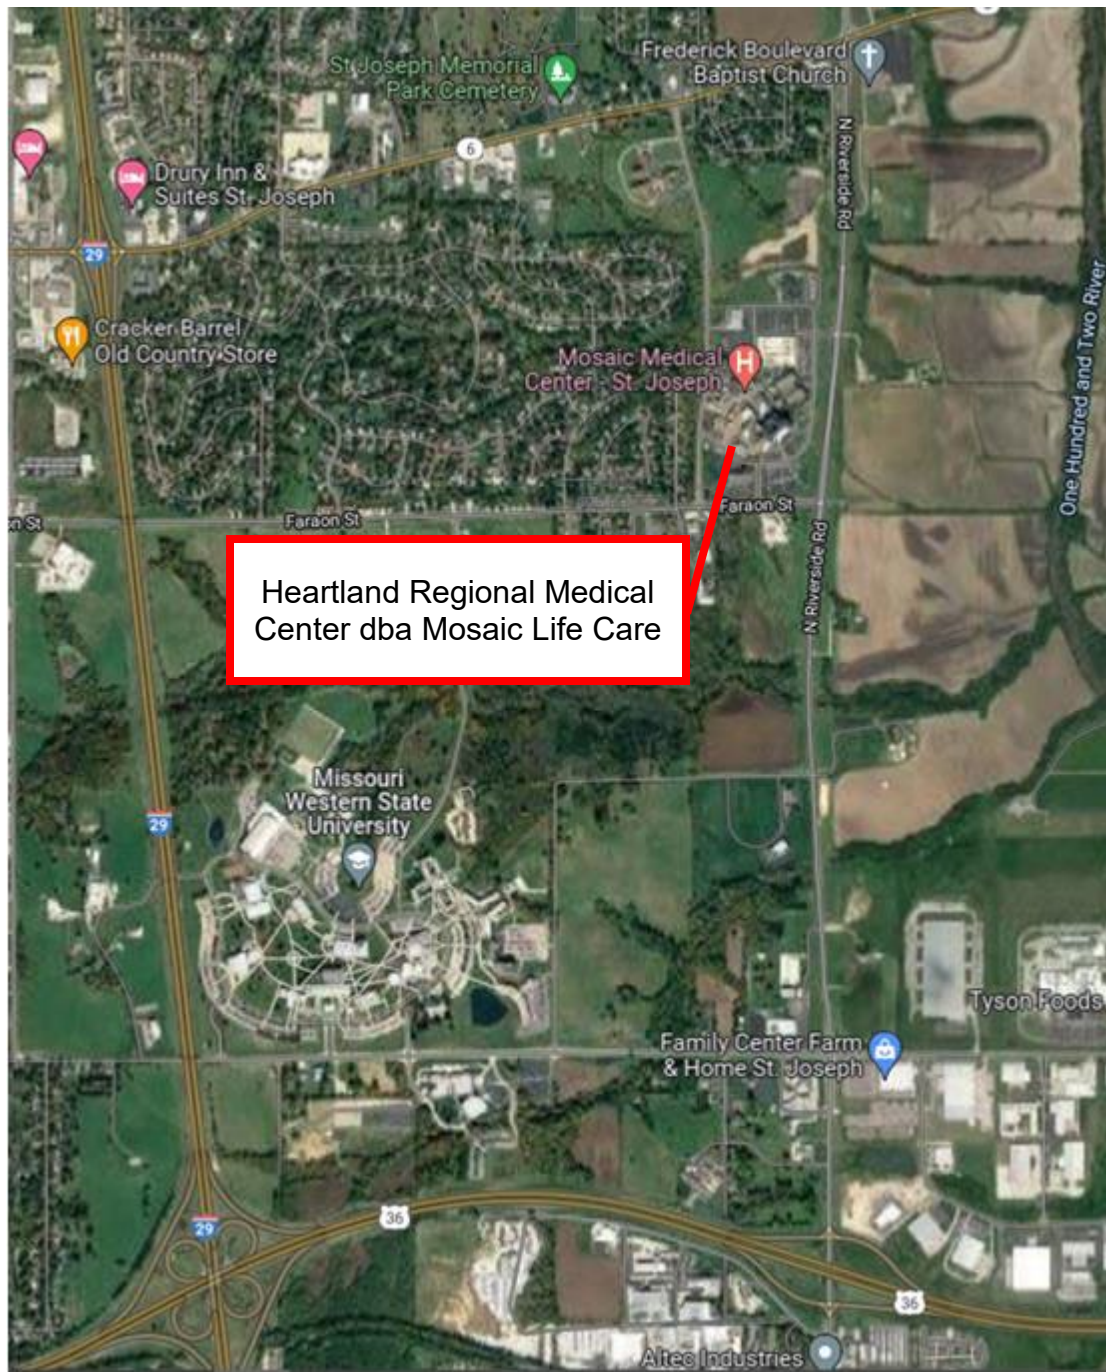 St Joseph Memorial
Park Cemetery
Frederick Boulevard
Baptist Church
6
N Riverside Rd
Drury Inn &
Suites St. Joseph
29
One Hundred and Two River
Cracker Barrel
Old Country Store
Mosaic Medical
Center - St. Joseph
H
Faraon St
Faraon St
N Riverside Rd
Heartland Regional Medical
Center dba Mosaic Life Care
Missouri
Western State
University
29
Tyson Foods
Family Center Farm
& Home St. Joseph
36
29
36
Altec Industries